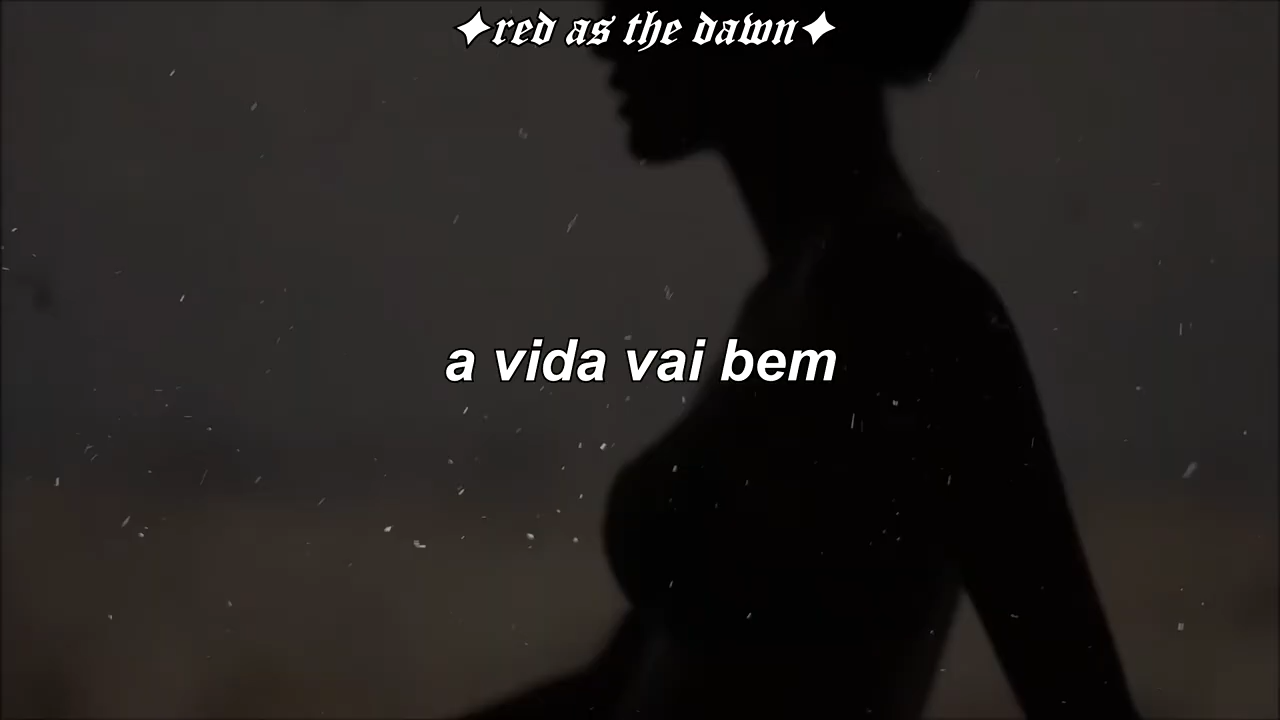 ✦red as the dawn✦
a vida vai bem